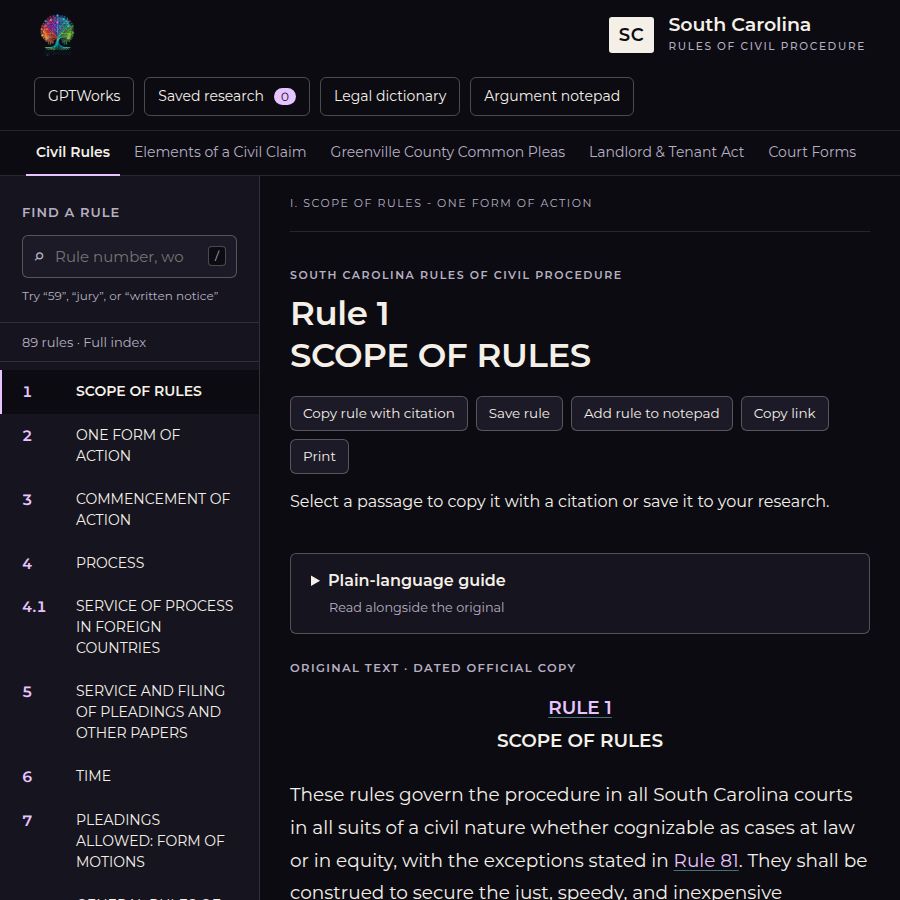 SC
South Carolina
RULES OF CIVIL PROCEDURE
GPTWorks
Saved research 0
Legal dictionary
Argument notepad
Civil Rules
Elements of a Civil Claim
Greenville County Common Pleas
Landlord & Tenant Act
Court Forms
FIND A RULE
Rule number, wo /
Try “59”, “jury”, or “written notice”
89 rules · Full index
1 SCOPE OF RULES
2 ONE FORM OF
ACTION
3 COMMENCEMENT OF
ACTION
4 PROCESS
4.1 SERVICE OF PROCESS
IN FOREIGN
COUNTRIES
5 SERVICE AND FILING
OF PLEADINGS AND
OTHER PAPERS
6 TIME
7 PLEADINGS
ALLOWED: FORM OF
MOTIONS
I. SCOPE OF RULES - ONE FORM OF ACTION
SOUTH CAROLINA RULES OF CIVIL PROCEDURE
Rule 1
SCOPE OF RULES
Copy rule with citation
Save rule
Add rule to notepad
Copy link
Print
Select a passage to copy it with a citation or save it to your research.
Plain-language guide
Read alongside the original
ORIGINAL TEXT · DATED OFFICIAL COPY
RULE 1
SCOPE OF RULES
These rules govern the procedure in all South Carolina courts
in all suits of a civil nature whether cognizable as cases at law
or in equity, with the exceptions stated in Rule 81. They shall be
construed to secure the just, speedy, and inexpensive